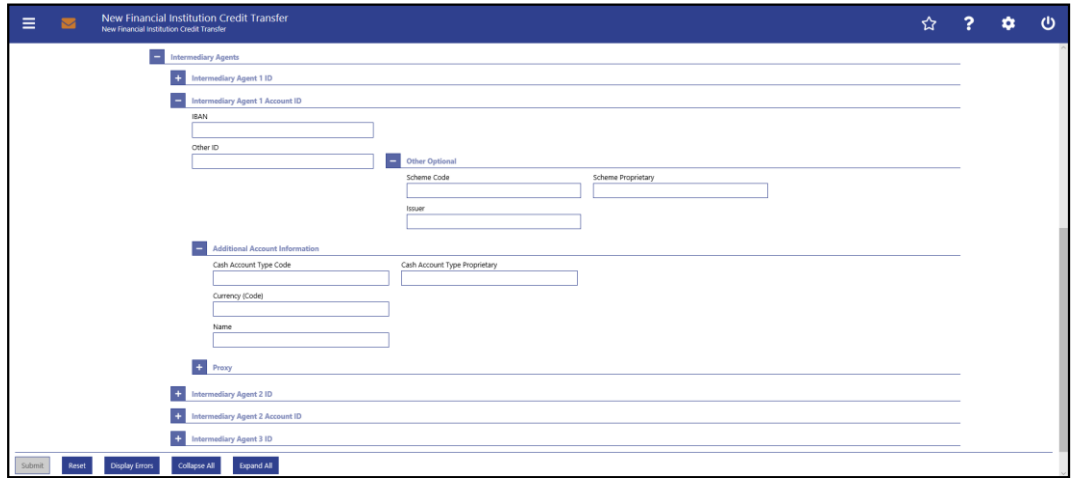 New Financial Institution Credit Transfer
New Financial Institution Credit Transfer
Intermediary Agents
Intermediary Agent 1 ID
Intermediary Agent 1 Account ID
IBAN
Other ID
Other Optional
Scheme Code
Scheme Proprietary
Issuer
Additional Account Information
Cash Account Type Code
Cash Account Type Proprietary
Currency (Code)
Name
Proxy
Intermediary Agent 2 ID
Intermediary Agent 2 Account ID
Intermediary Agent 3 ID
Submit Reset Display Errors Collapse All Expand All